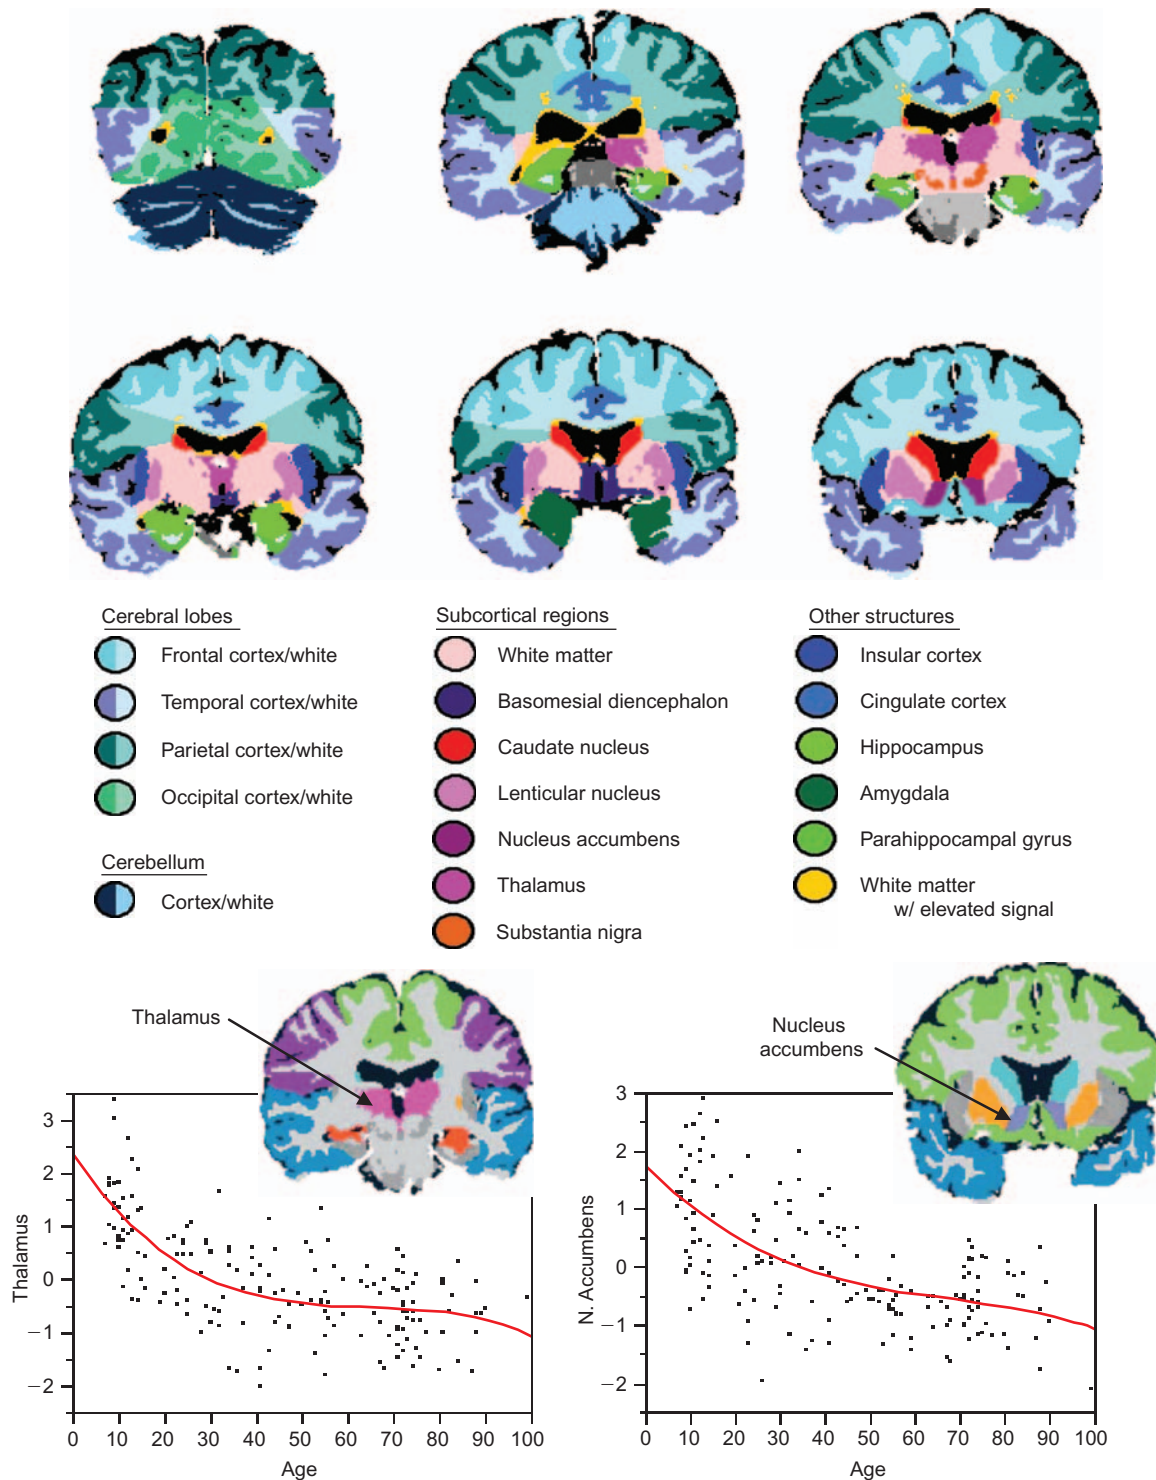 Cerebral lobes
Frontal cortex/white
Temporal cortex/white
Parietal cortex/white
Occipital cortex/white
Cerebellum
Cortex/white
Subcortical regions
White matter
Basomesial diencephalon
Caudate nucleus
Lenticular nucleus
Nucleus accumbens
Thalamus
Substantia nigra
Other structures
Insular cortex
Cingulate cortex
Hippocampus
Amygdala
Parahippocampal gyrus
White matter
w/ elevated signal
Thalamus
Thalamus
3
2
1
0
−1
−2
0 10 20 30 40 50 60 70 80 90 100
Age
Nucleus
accumbens
N. Accumbens
3
2
1
0
−1
−2
0 10 20 30 40 50 60 70 80 90 100
Age